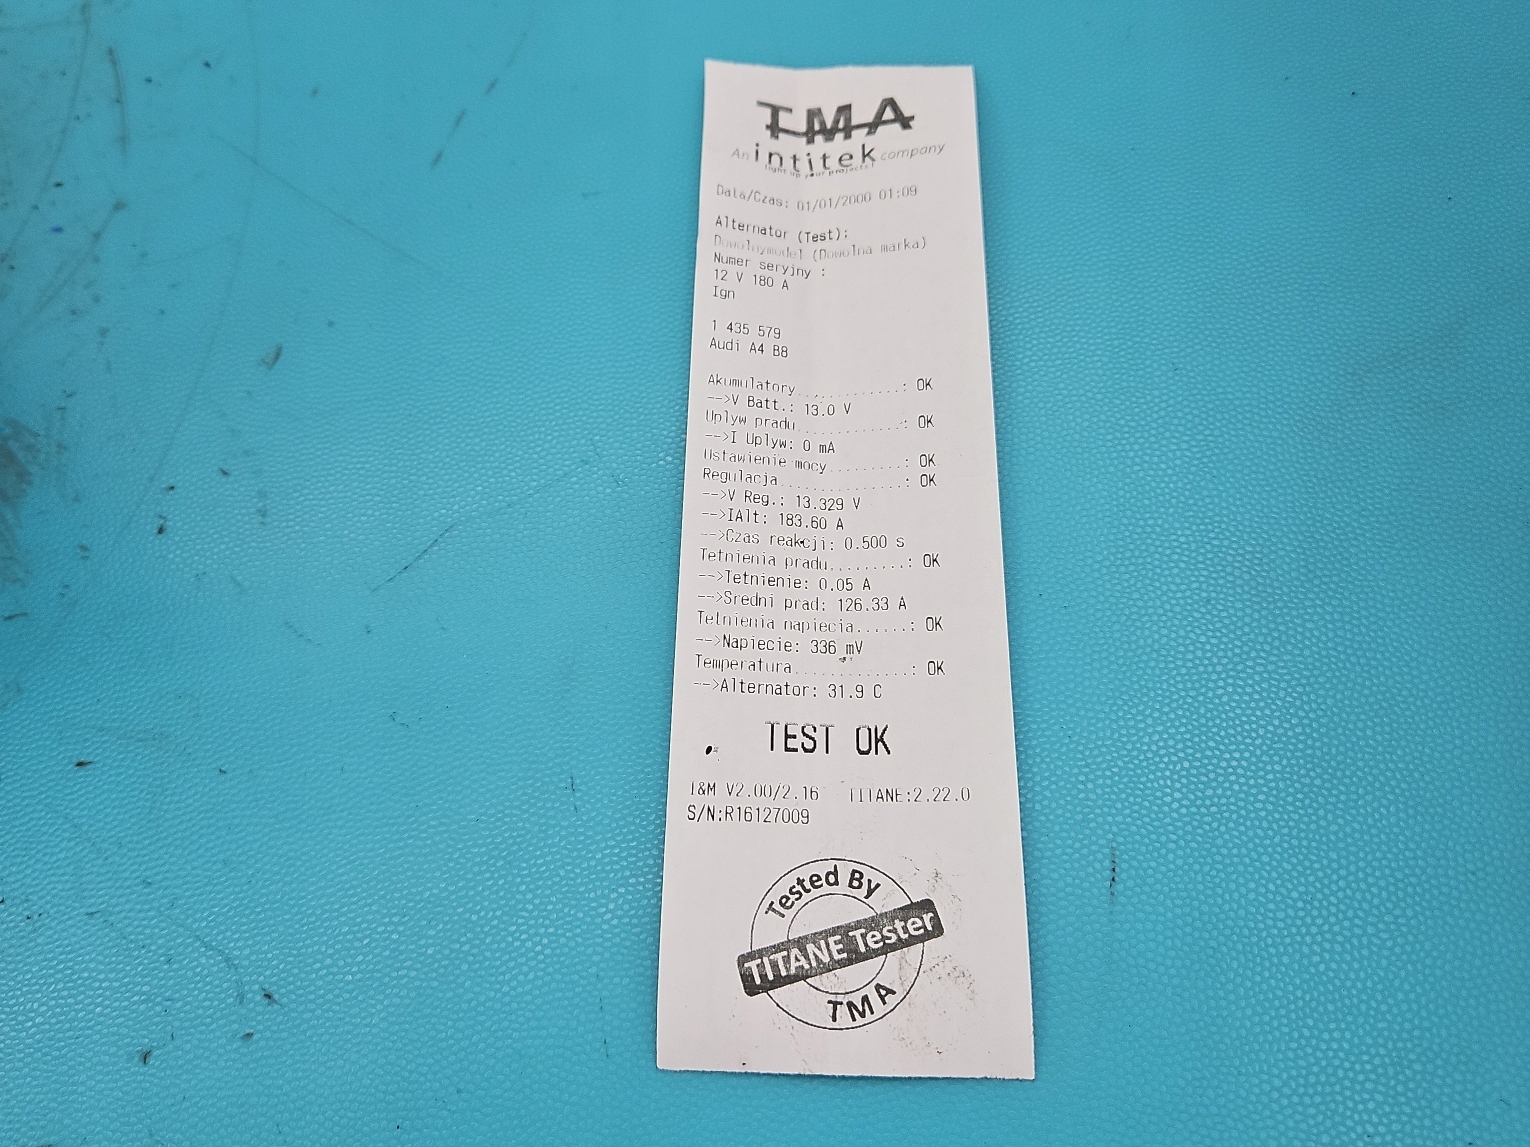 TMA
An intitek company
light up your projects!
Data/Czas: 01/01/2000 01:09
Alternator (Test):
Dowolnymodel (Dowolna marka)
Numer seryjny :
12 V 180 A
Ign
1 435 579
Audi A4 B8
Akumulatory............: OK
-->V Batt.: 13.0 V
Uplyw pradu............: OK
-->I Uplyw: 0 mA
Ustawienie mocy.........: OK
Regulacja..............: OK
-->V Reg.: 13.329 V
-->IAlt: 183.60 A
-->Czas reakcji: 0.500 s
Tetnienia pradu.........: OK
-->Tetnienie: 0.05 A
-->Sredni prad: 126.33 A
Tetnienia napiecia......: OK
-->Napiecie: 336 mV
Temperatura.............: OK
-->Alternator: 31.9 C
TEST OK
I&M V2.00/2.16 TITANE:2.22.0
S/N:R16127009
Tested By
TITANE Tester
TMA